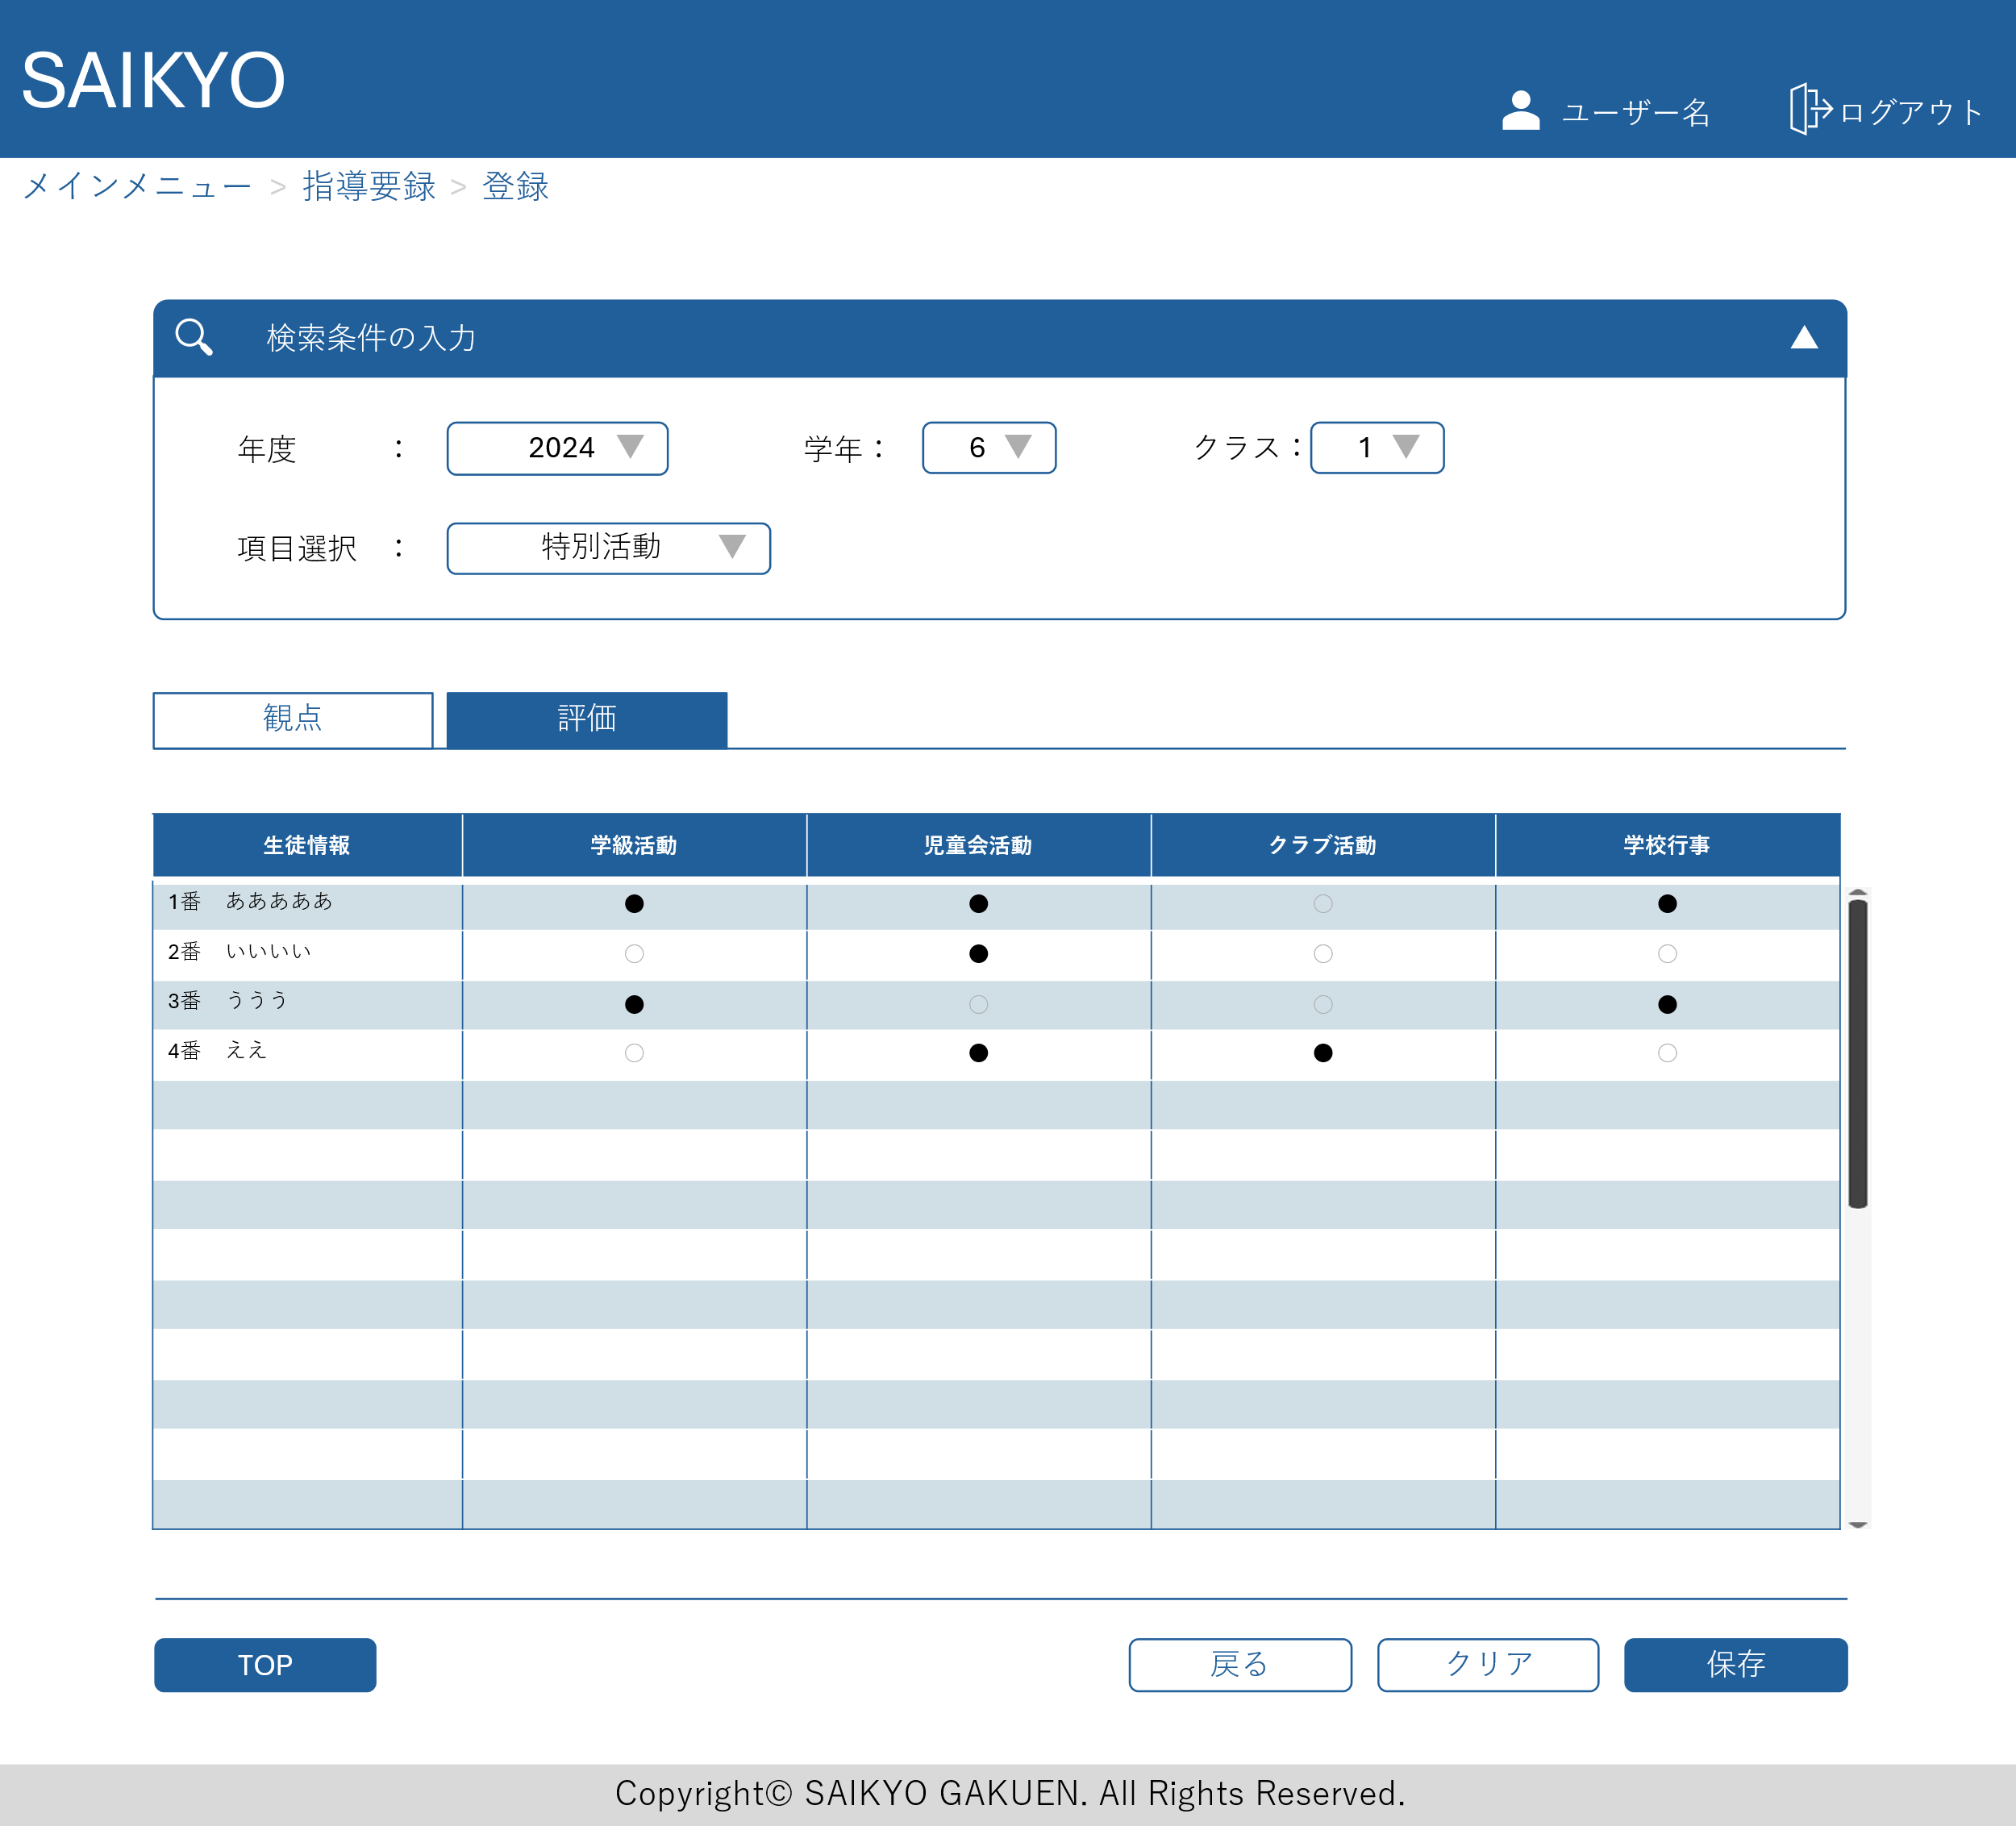 SAIKYO
ユーザー名 ログアウト
メインメニュー > 指導要録 > 登録
検索条件の入力
年度 : 2024 学年： 6 クラス： 1
項目選択 : 特別活動
観点 評価
生徒情報 学級活動 児童会活動 クラブ活動 学校行事
1番 あああああ
2番 いいいい
3番 ううう
4番 ええ
TOP 戻る クリア 保存
Copyright© SAIKYO GAKUEN. All Rights Reserved.